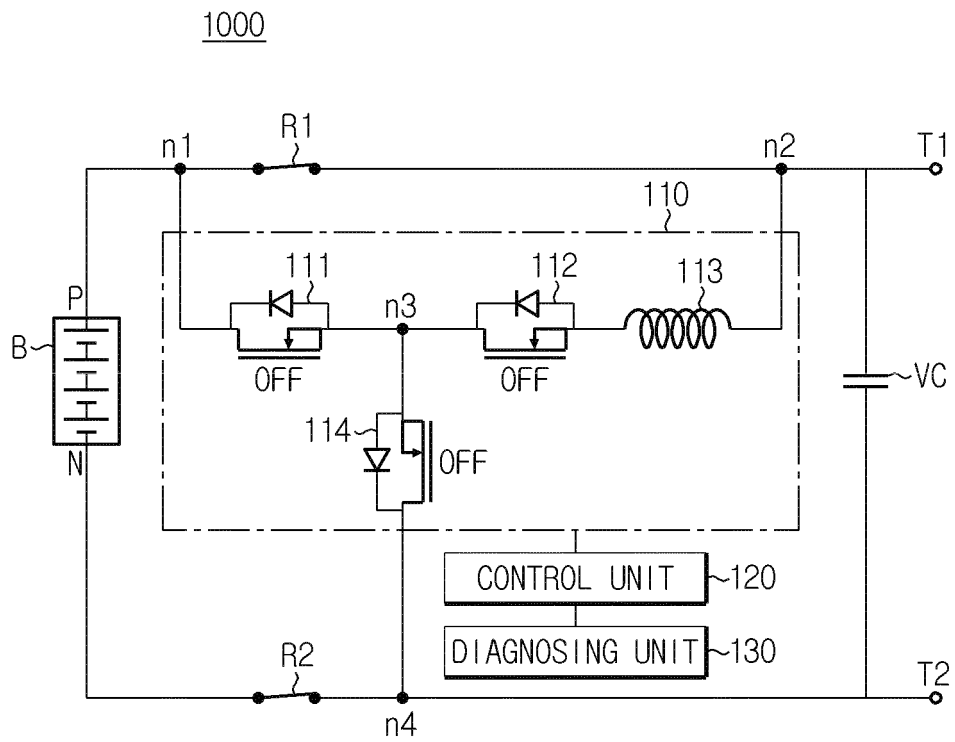 1000
R1
n1
n2
T1
110
111
112
113
n3
P
B
OFF
OFF
VC
114
OFF
N
CONTROL UNIT
120
DIAGNOSING UNIT
130
R2
T2
n4